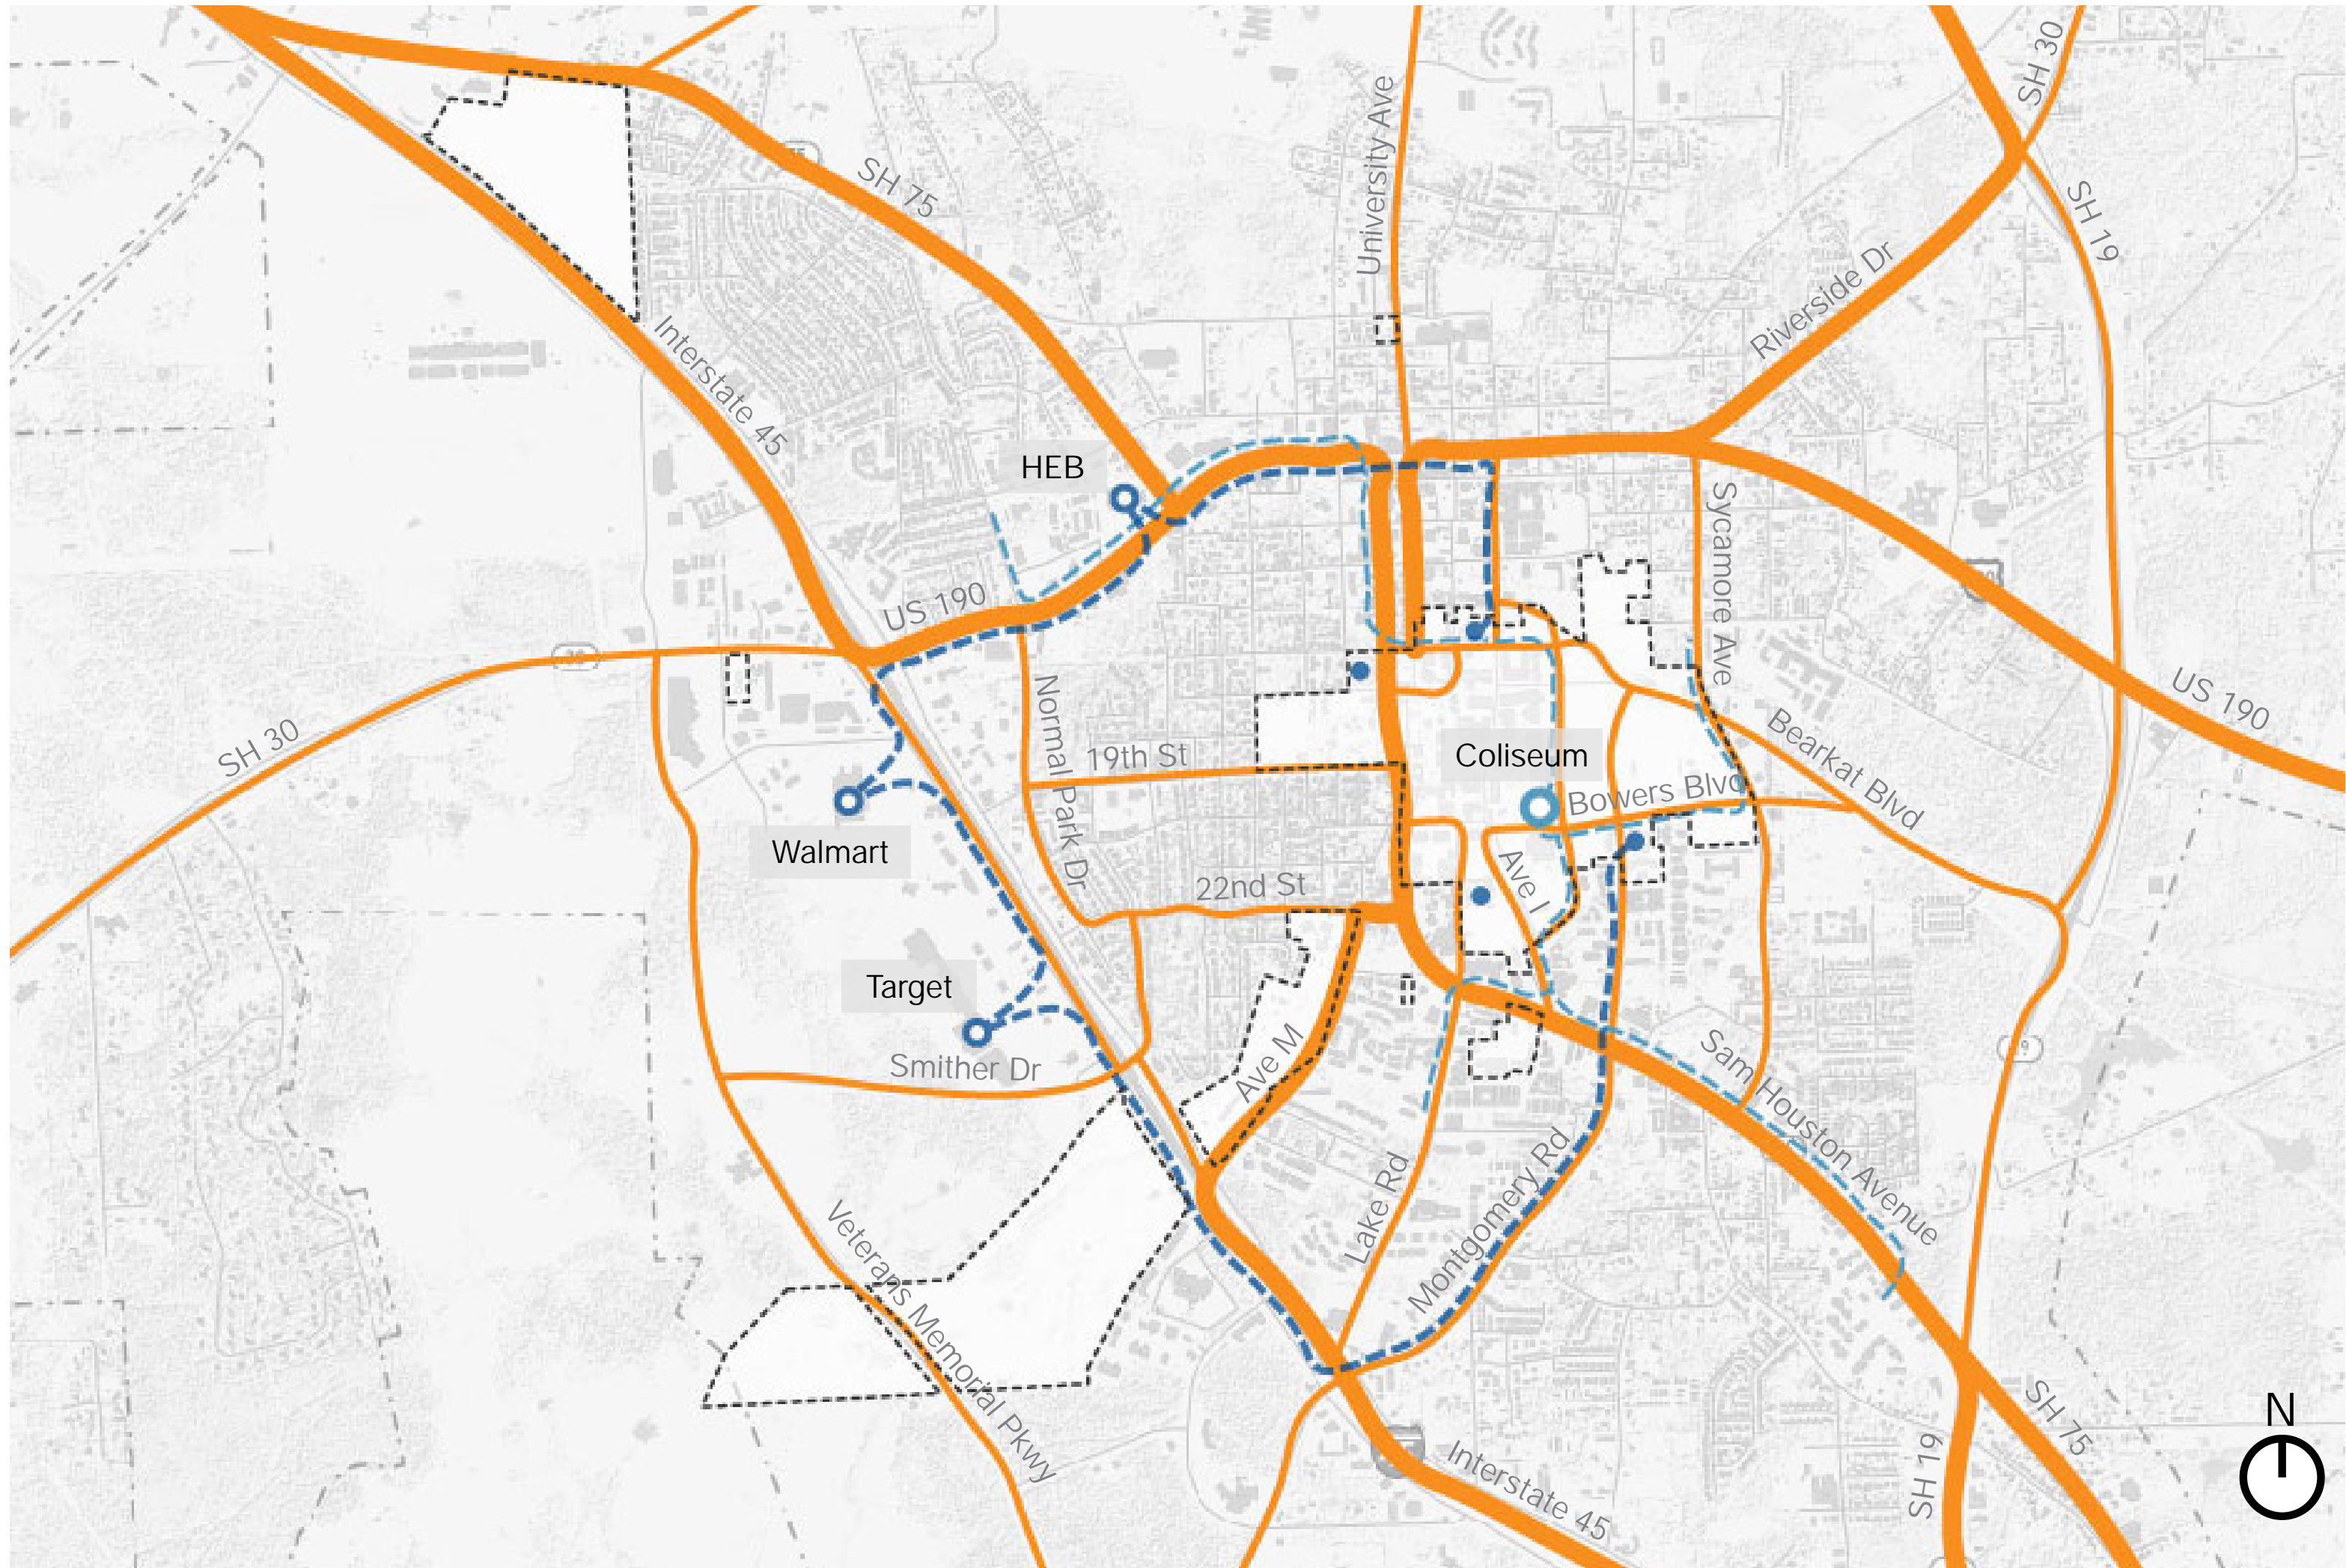 SH 30
University Ave
SH 75
SH 19
Riverside Dr
Interstate 45
HEB
Sycamore Ave
US 190
US 190
Normal Park Dr
SH 30
19th St
Coliseum
Bearkat Blvd
Bowers Blvd
Walmart
Ave I
22nd St
Target
Smither Dr
Ave M
Sam Houston Avenue
Lake Rd
Montgomery Rd
Veterans Memorial Pkwy
SH 75
N
SH 19
Interstate 45